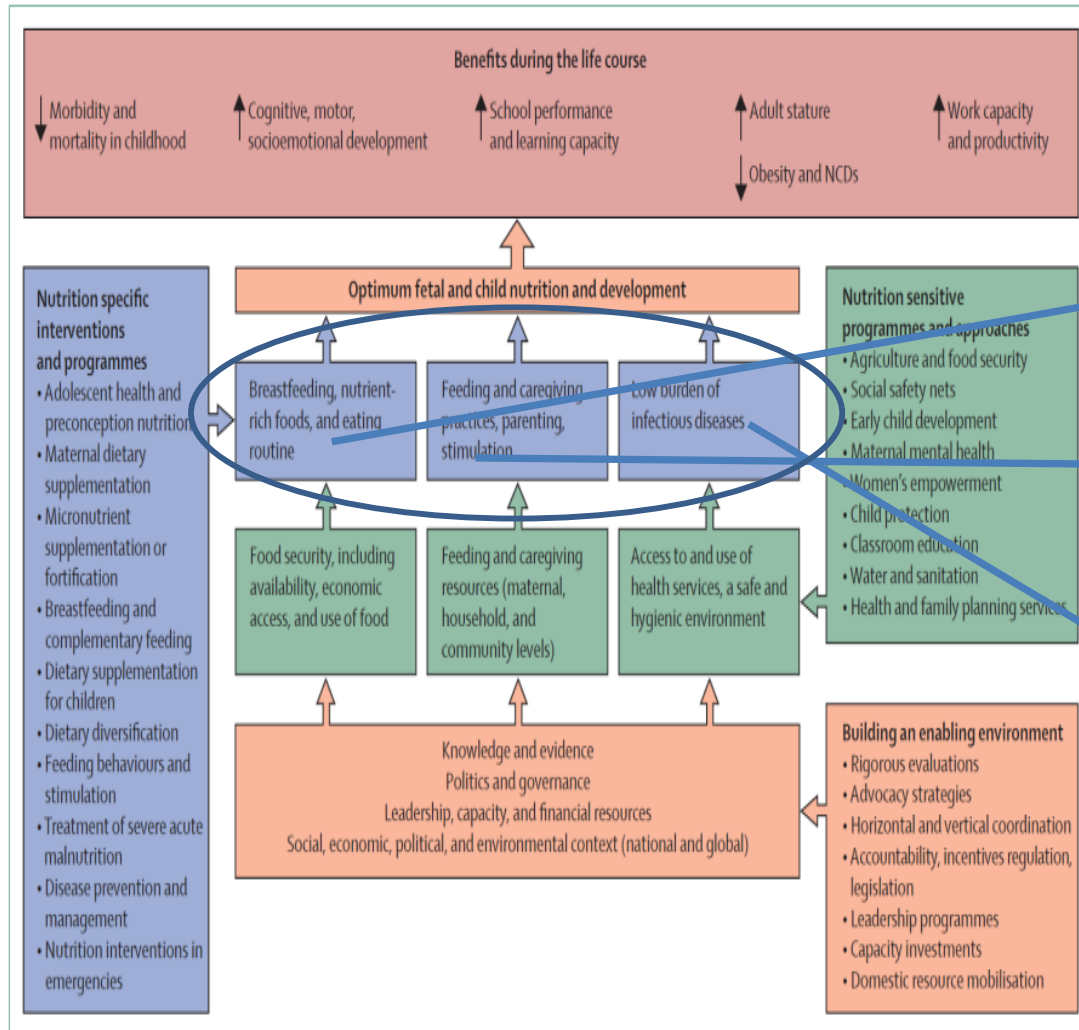 Benefits during the life course
Morbidity and
mortality in childhood
Cognitive, motor,
socioemotional development
School performance
and learning capacity
Adult stature
Obesity and NCDs
Work capacity
and productivity
Nutrition specific
interventions
and programmes
• Adolescent health and
preconception nutrition
• Maternal dietary
supplementation
• Micronutrient
supplementation or
fortification
• Breastfeeding and
complementary feeding
• Dietary supplementation
for children
• Dietary diversification
• Feeding behaviours and
stimulation
• Treatment of severe acute
malnutrition
• Disease prevention and
management
• Nutrition interventions in
emergencies
Optimum fetal and child nutrition and development
Breastfeeding, nutrient-
rich foods, and eating
routine
Feeding and caregiving
practices, parenting,
stimulation
Low burden of
infectious diseases
Food security, including
availability, economic
access, and use of food
Feeding and caregiving
resources (maternal,
household, and
community levels)
Access to and use of
health services, a safe and
hygienic environment
Knowledge and evidence
Politics and governance
Leadership, capacity, and financial resources
Social, economic, political, and environmental context (national and global)
Nutrition sensitive
programmes and approaches
• Agriculture and food security
• Social safety nets
• Early child development
• Maternal mental health
• Women's empowerment
• Child protection
• Classroom education
• Water and sanitation
• Health and family planning services
Building an enabling environment
• Rigorous evaluations
• Advocacy strategies
• Horizontal and vertical coordination
• Accountability, incentives regulation,
legislation
• Leadership programmes
• Capacity investments
• Domestic resource mobilisation